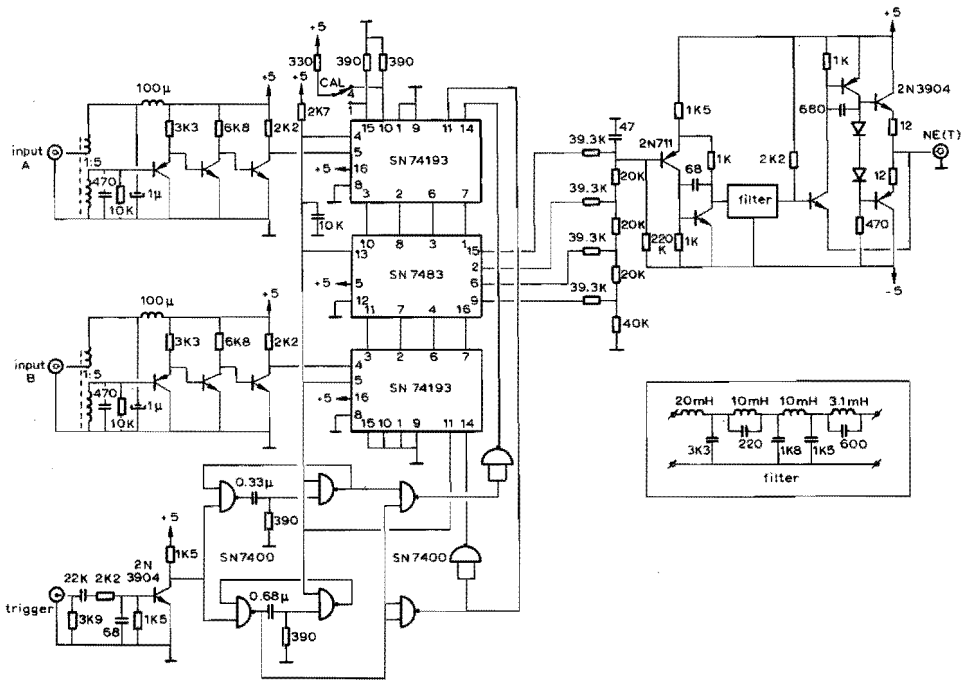 +5
330
CAL
4
1
390
390
+5
2K7
15 10 1 9 11 14
4
5
+5
16
8
SN74193
3 2 6 7
100µ
+5
3K3
6K8
2K2
input
A
1:5
470
10K
1µ
10K
10 8 3 1
13
+5
5
12
SN7483
15
2
6
9
11 7 4 16
39.3K
39.3K
39.3K
39.3K
47
20K
20K
20K
40K
220
K
1K5
2N711
1K
68
1K
filter
2K2
1K
680
+5
2N3904
12
12
470
-5
NE(T)
100µ
+5
3K3
6K8
2K2
input
B
1:5
470
10K
1µ
3 2 6 7
4
5
+5
16
8
SN 74193
15 10 1 9 11 14
20mH
10mH
10mH
3.1mH
3K3
220
1K8
1K5
600
filter
0.33µ
390
SN7400
SN7400
0.68µ
390
+5
1K5
2N
3904
22K
2K2
trigger
3K9
68
1K5